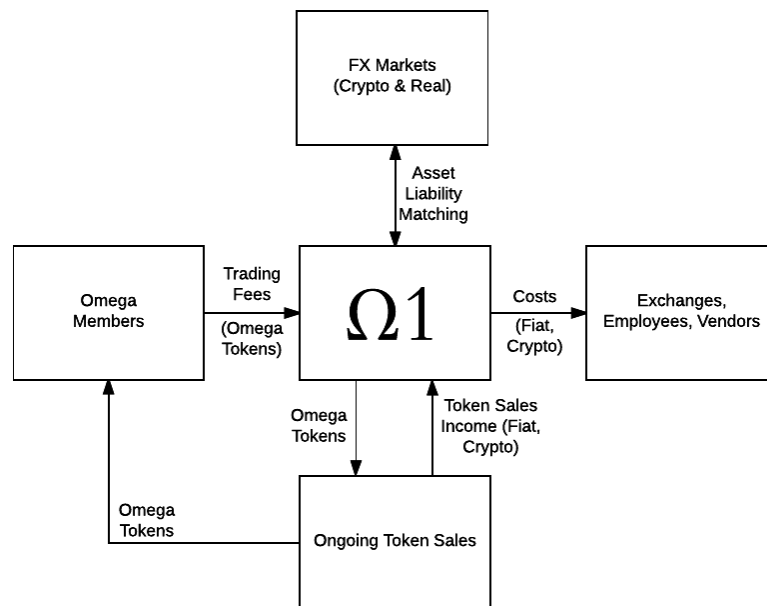 FX Markets
(Crypto & Real)
Asset
Liability
Matching
Omega
Members
Trading
Fees
(Omega
Tokens)
Ω1
Costs
(Fiat,
Crypto)
Exchanges,
Employees, Vendors
Omega
Tokens
Token Sales
Income (Fiat,
Crypto)
Omega
Tokens
Ongoing Token Sales